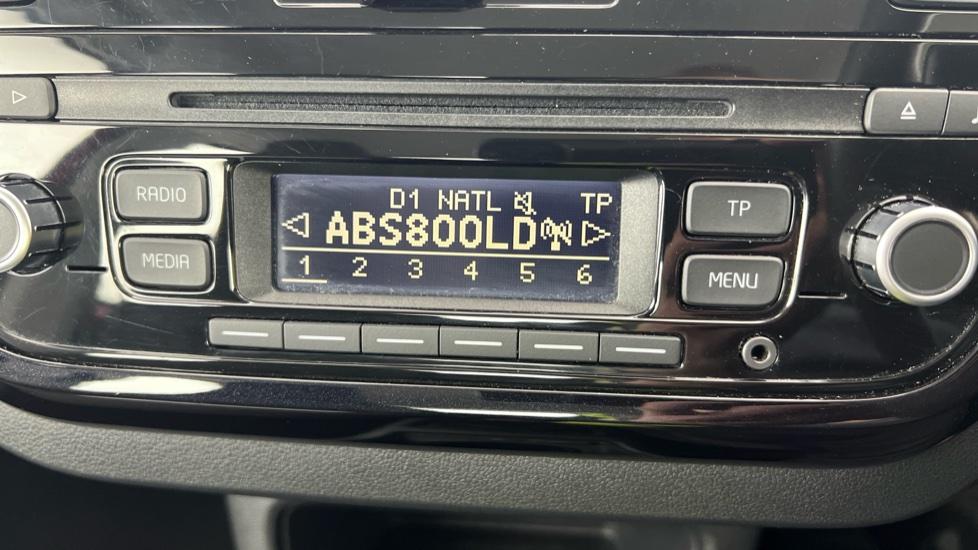 RADIO
MEDIA
D1 NATL TP
ABS80OLD
1 2 3 4 5 6
TP
MENU